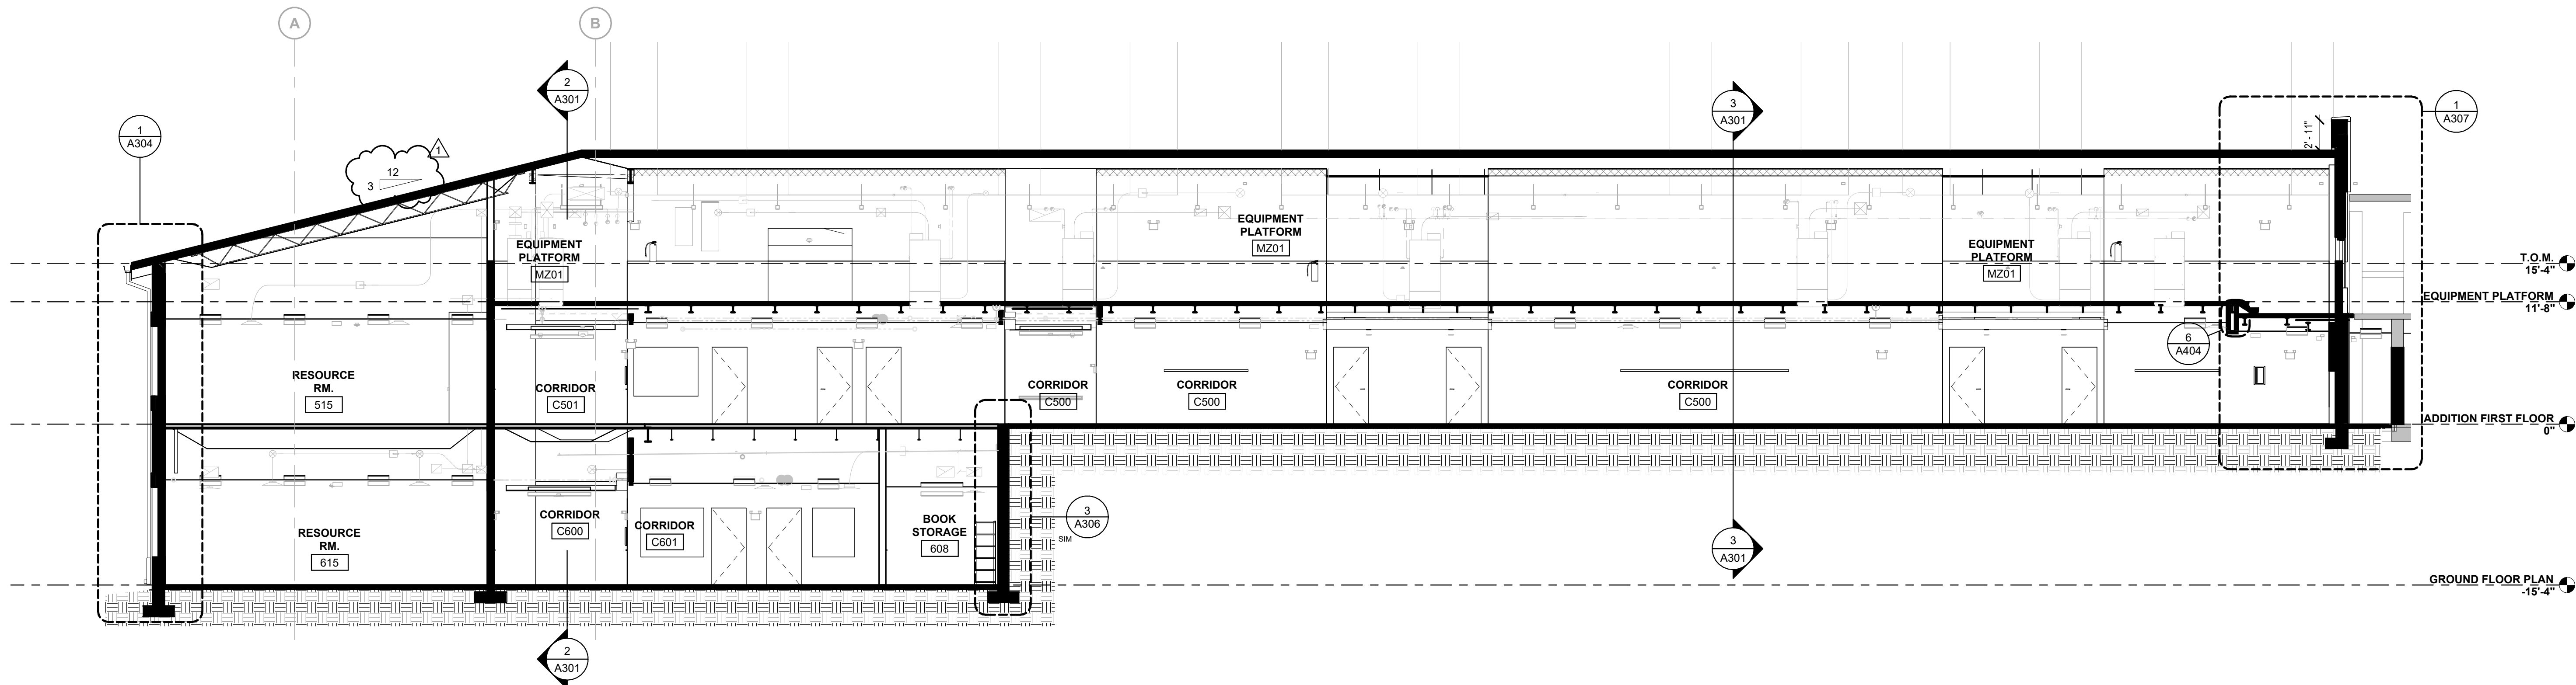 A
B
2
A301
3
A301
1
A304
1
A307
1
12
3
2'- 11"
EQUIPMENT
PLATFORM
MZ01
EQUIPMENT
PLATFORM
MZ01
EQUIPMENT
PLATFORM
MZ01
T.O.M.
15'-4"
EQUIPMENT PLATFORM
11'-8"
6
A404
RESOURCE
RM.
515
CORRIDOR
C501
CORRIDOR
C500
CORRIDOR
C500
CORRIDOR
C500
ADDITION FIRST FLOOR
0"
RESOURCE
RM.
615
CORRIDOR
C600
CORRIDOR
C601
BOOK
STORAGE
608
3
A306
SIM
3
A301
GROUND FLOOR PLAN
-15'-4"
2
A301